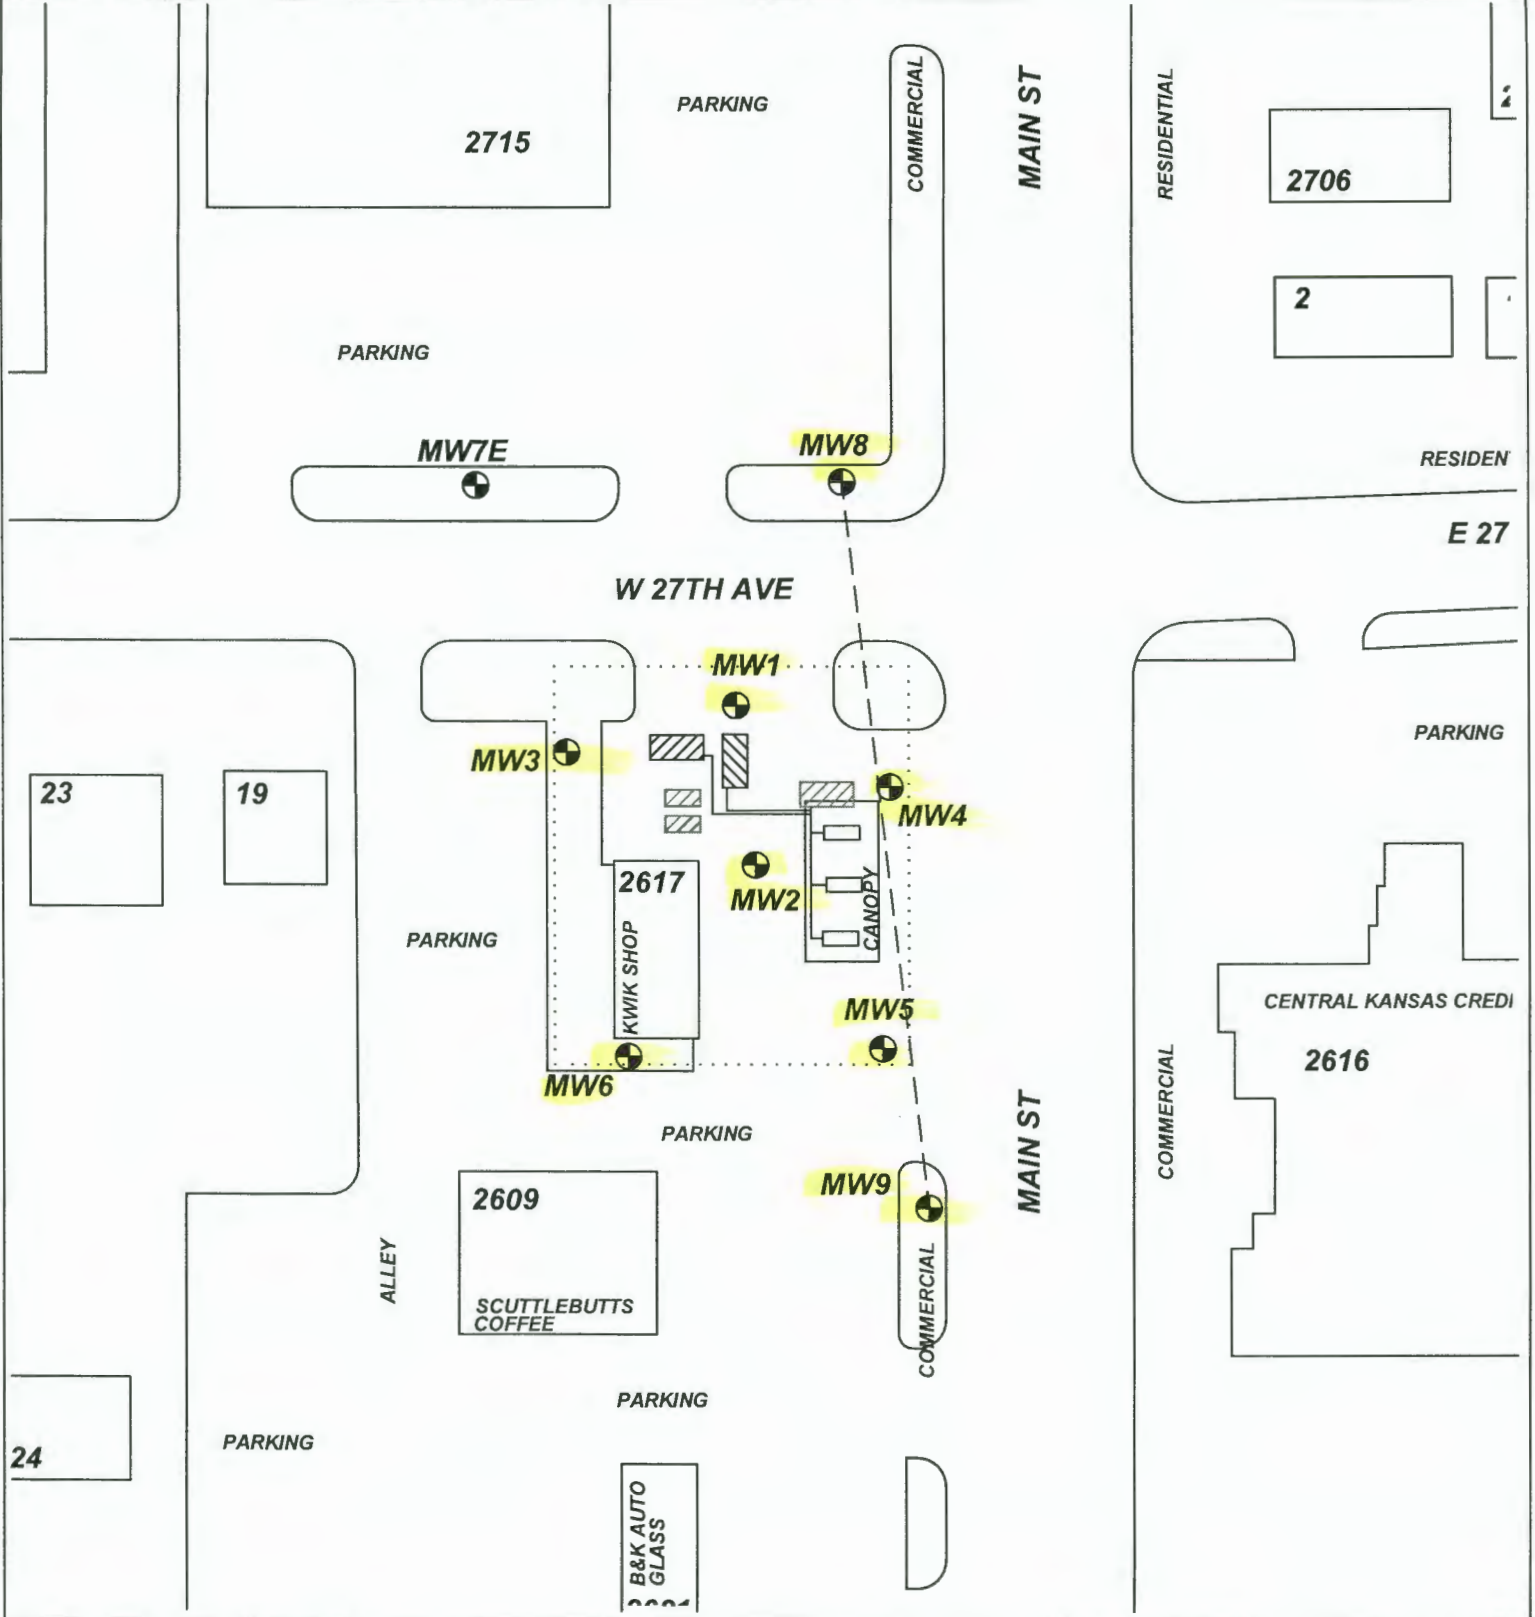 COMMERCIAL
MAIN ST
RESIDENTIAL
PARKING
2715
2706
2
PARKING
MW7E
MW8
RESIDEN
E 27
W 27TH AVE
MW1
PARKING
MW3
23
19
MW4
2617
MW2
CANOPY
KWIK SHOP
PARKING
MW5
CENTRAL KANSAS CREDI
2616
MW6
PARKING
COMMERCIAL
MAIN ST
MW9
2609
ALLEY
SCUTTLEBUTTS
COFFEE
COMMERCIAL
PARKING
PARKING
24
B&K AUTO
GLASS